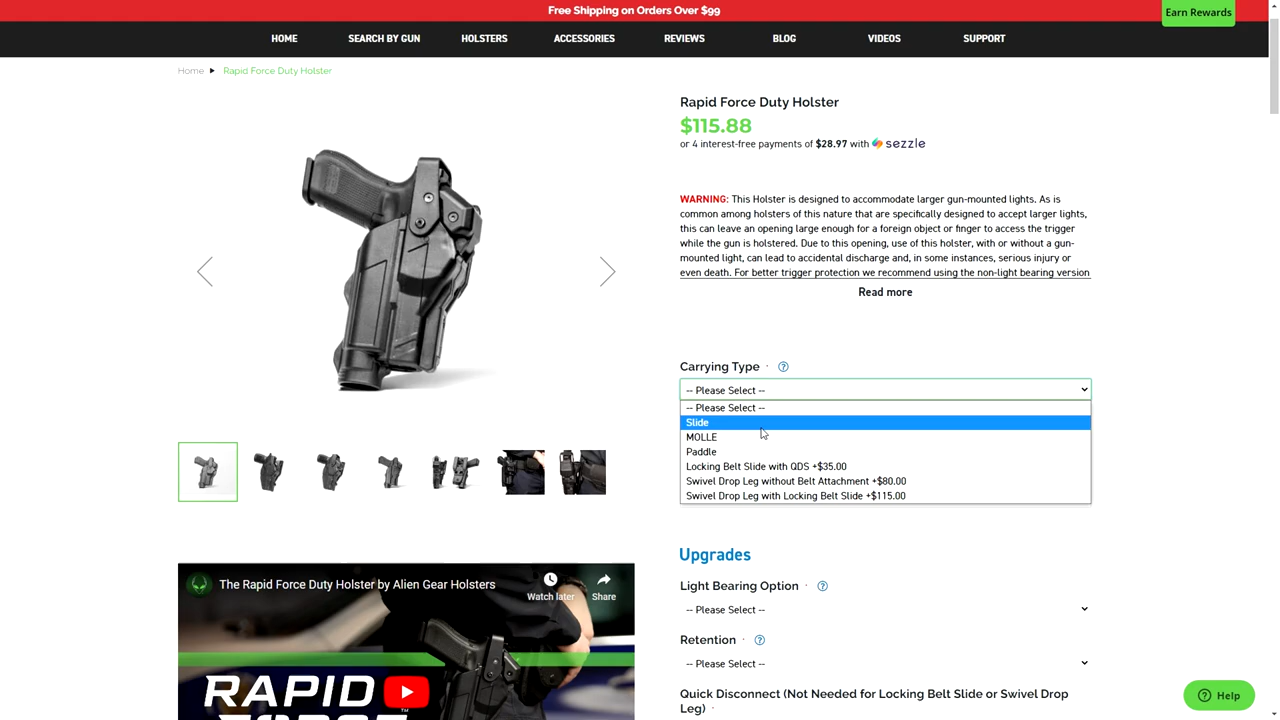 Free Shipping on Orders Over $99
Earn Rewards
HOME SEARCH BY GUN HOLSTERS ACCESSORIES REVIEWS BLOG VIDEOS SUPPORT
Home Rapid Force Duty Holster
Rapid Force Duty Holster
$115.88
or 4 interest-free payments of $28.97 with sezzle
WARNING: This Holster is designed to accommodate larger gun-mounted lights. As is
common among holsters of this nature that are specifically designed to accept larger lights,
this can leave an opening large enough for a foreign object or finger to access the trigger
while the gun is holstered. Due to this opening, use of this holster, with or without a gun-
mounted light, can lead to accidental discharge and, in some instances, serious injury or
even death. For better trigger protection we recommend using the non-light bearing version
Read more
Carrying Type
-- Please Select --
-- Please Select --
Slide
MOLLE
Paddle
Locking Belt Slide with QDS +$35.00
Swivel Drop Leg without Belt Attachment +$80.00
Swivel Drop Leg with Locking Belt Slide +$115.00
Upgrades
Light Bearing Option
-- Please Select --
Retention
-- Please Select --
Quick Disconnect (Not Needed for Locking Belt Slide or Swivel Drop
Leg)
The Rapid Force Duty Holster by Alien Gear Holsters
Watch later
Share
RAPID
FORCE
Help